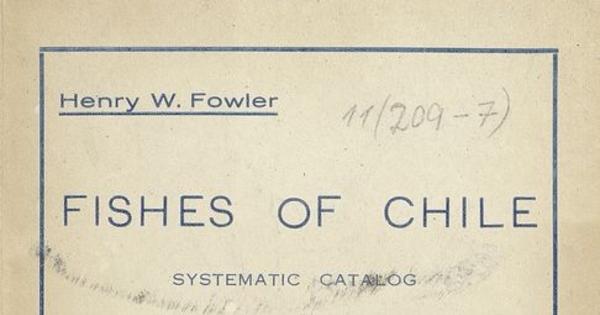 Henry W. Fowler
11(209-7)
FISHES OF CHILE
SYSTEMATIC CATALOG